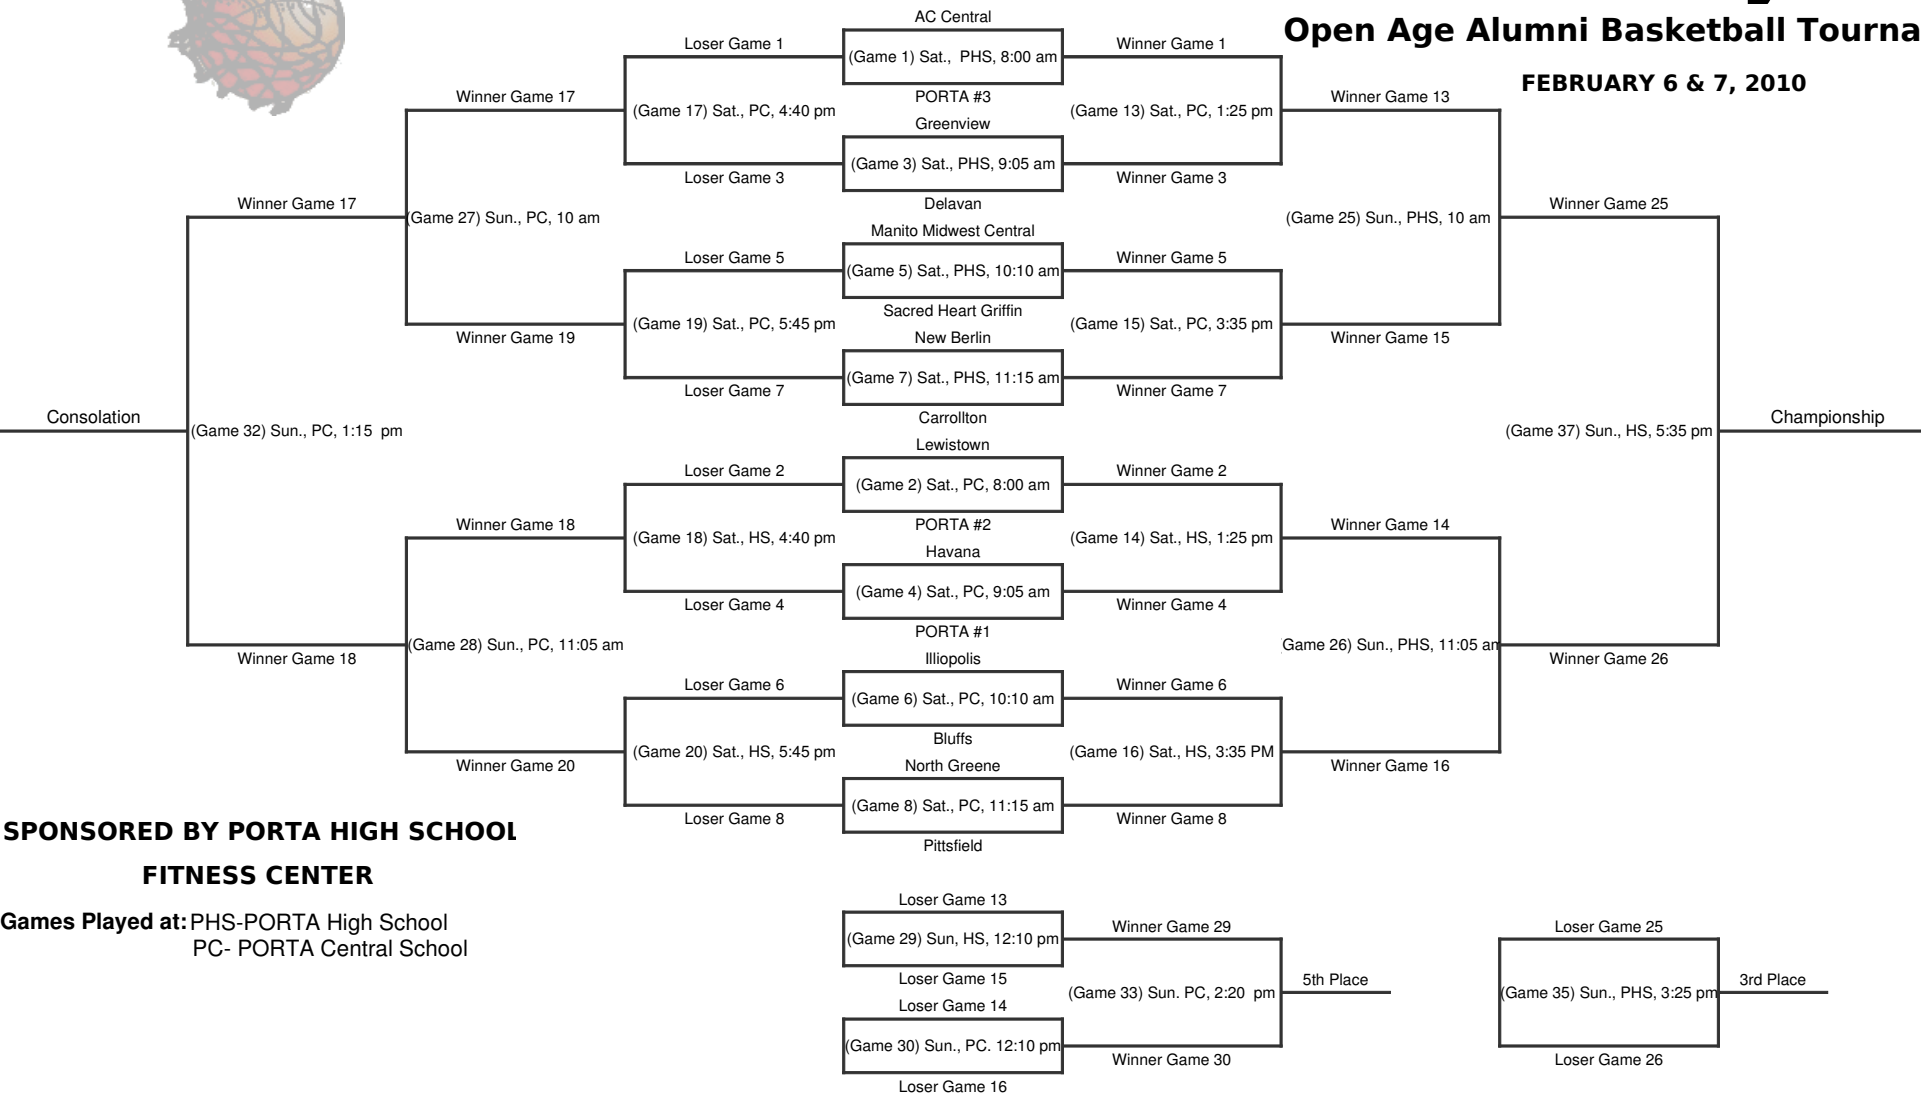 AC Central
Open Age Alumni Basketball Tourna
Loser Game 1
(Game 1) Sat.,  PHS, 8:00 am
Winner Game 1
FEBRUARY 6 & 7, 2010
Winner Game 17
PORTA #3
Winner Game 13
(Game 17) Sat., PC, 4:40 pm
(Game 13) Sat., PC, 1:25 pm
Greenview
(Game 3) Sat., PHS, 9:05 am
Loser Game 3
Winner Game 3
Winner Game 17
Delavan
Winner Game 25
(Game 27) Sun., PC, 10 am
(Game 25) Sun., PHS, 10 am
Manito Midwest Central
Loser Game 5
Winner Game 5
(Game 5) Sat., PHS, 10:10 am
Sacred Heart Griffin
(Game 19) Sat., PC, 5:45 pm
(Game 15) Sat., PC, 3:35 pm
Winner Game 19
New Berlin
Winner Game 15
(Game 7) Sat., PHS, 11:15 am
Loser Game 7
Winner Game 7
Consolation
Carrollton
Championship
(Game 32) Sun., PC, 1:15  pm
(Game 37) Sun., HS, 5:35 pm
Lewistown
Loser Game 2
Winner Game 2
(Game 2) Sat., PC, 8:00 am
Winner Game 18
PORTA #2
Winner Game 14
(Game 18) Sat., HS, 4:40 pm
(Game 14) Sat., HS, 1:25 pm
Havana
(Game 4) Sat., PC, 9:05 am
Loser Game 4
Winner Game 4
PORTA #1
(Game 28) Sun., PC, 11:05 am
Game 26) Sun., PHS, 11:05 am
Winner Game 18
Illiopolis
Winner Game 26
Loser Game 6
Winner Game 6
(Game 6) Sat., PC, 10:10 am
Bluffs
(Game 20) Sat., HS, 5:45 pm
(Game 16) Sat., HS, 3:35 PM
Winner Game 20
North Greene
Winner Game 16
(Game 8) Sat., PC, 11:15 am
Loser Game 8
Winner Game 8
Pittsfield
SPONSORED BY PORTA HIGH SCHOOL
FITNESS CENTER
Games Played at: PHS-PORTA High School
PC- PORTA Central School
Loser Game 13
(Game 29) Sun, HS, 12:10 pm
Winner Game 29
Loser Game 15
(Game 33) Sun. PC, 2:20  pm
5th Place
Loser Game 14
(Game 30) Sun., PC. 12:10 pm
Winner Game 30
Loser Game 16
Loser Game 25
(Game 35) Sun., PHS, 3:25 pm
3rd Place
Loser Game 26